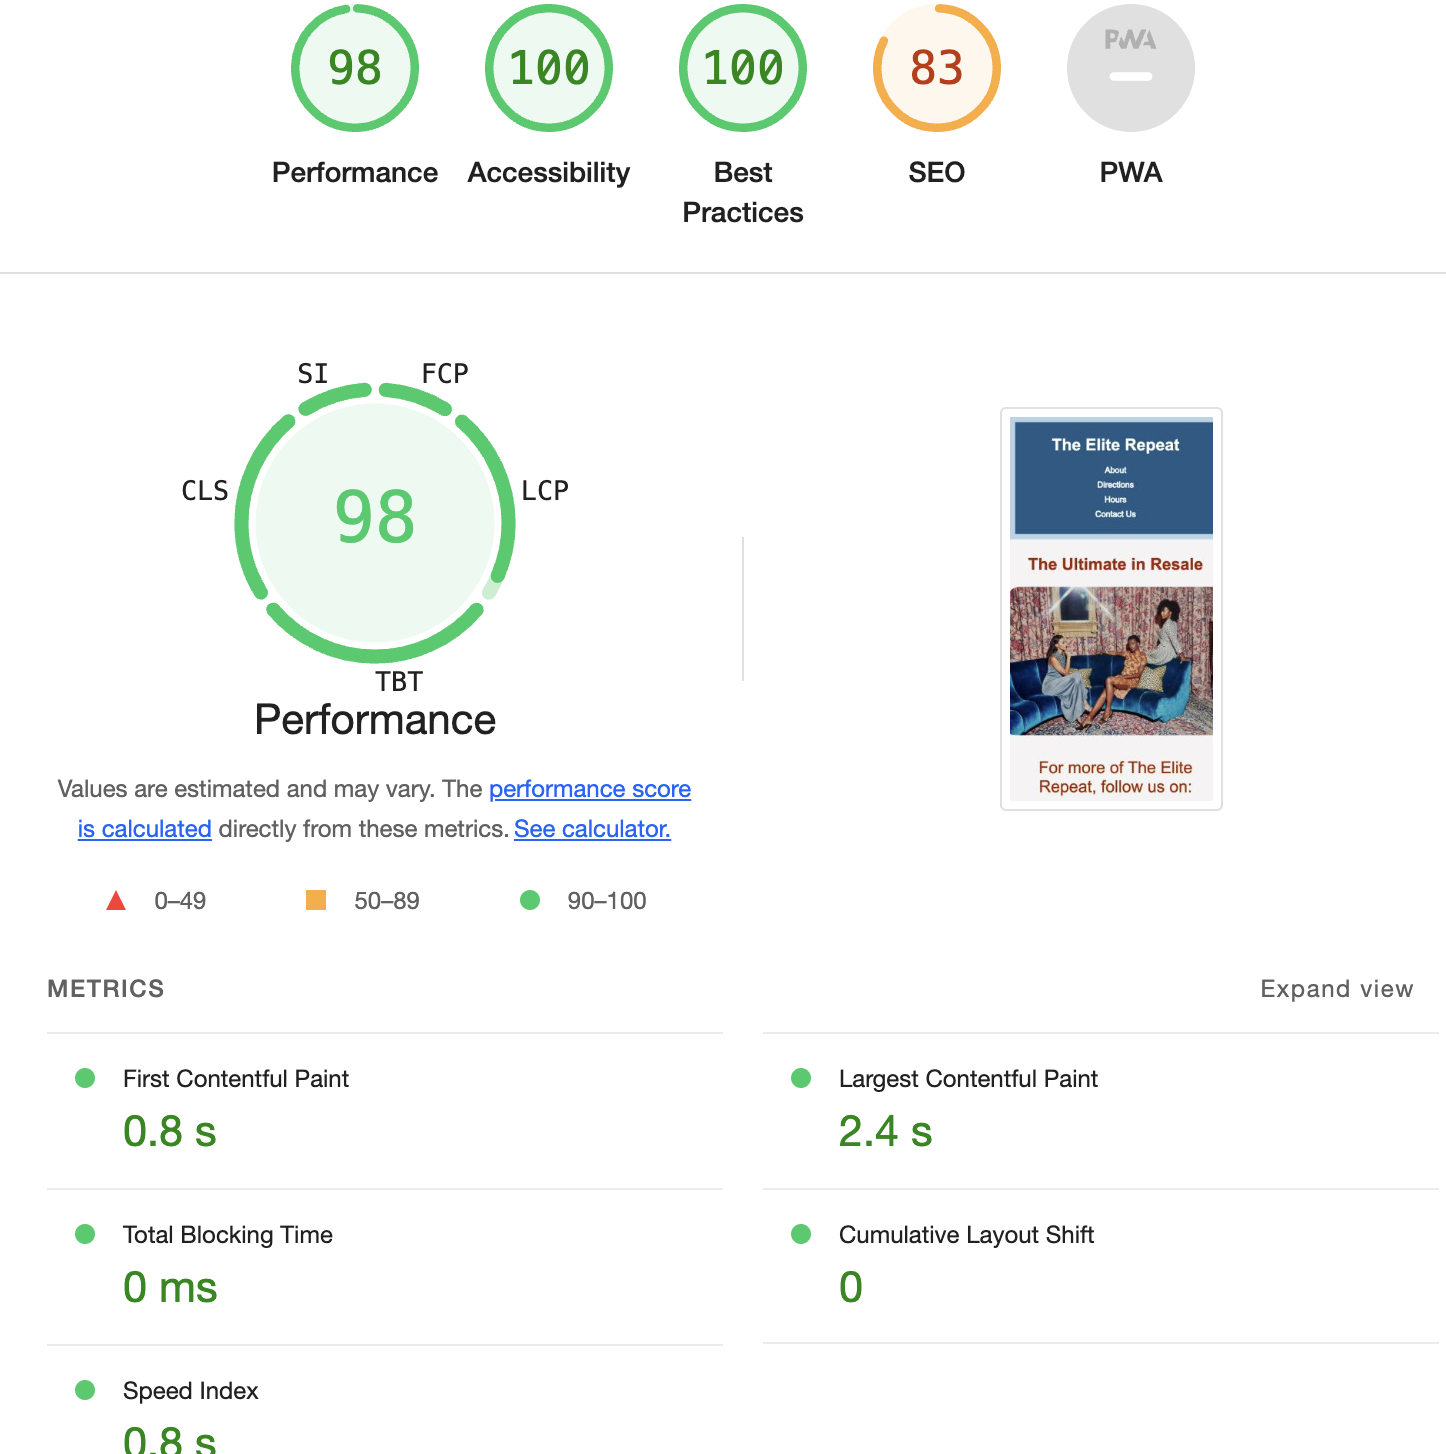 98
100
100
83
PWA
Performance
Accessibility
Best
Practices
SEO
PWA
SI
FCP
CLS
LCP
98
TBT
Performance
Values are estimated and may vary. The performance score
is calculated directly from these metrics. See calculator.
0–49
50–89
90–100
The Elite Repeat
About
Directions
Hours
Contact Us
The Ultimate in Resale
For more of The Elite
Repeat, follow us on:
METRICS
Expand view
First Contentful Paint
0.8 s
Largest Contentful Paint
2.4 s
Total Blocking Time
0 ms
Cumulative Layout Shift
0
Speed Index
0.8 s